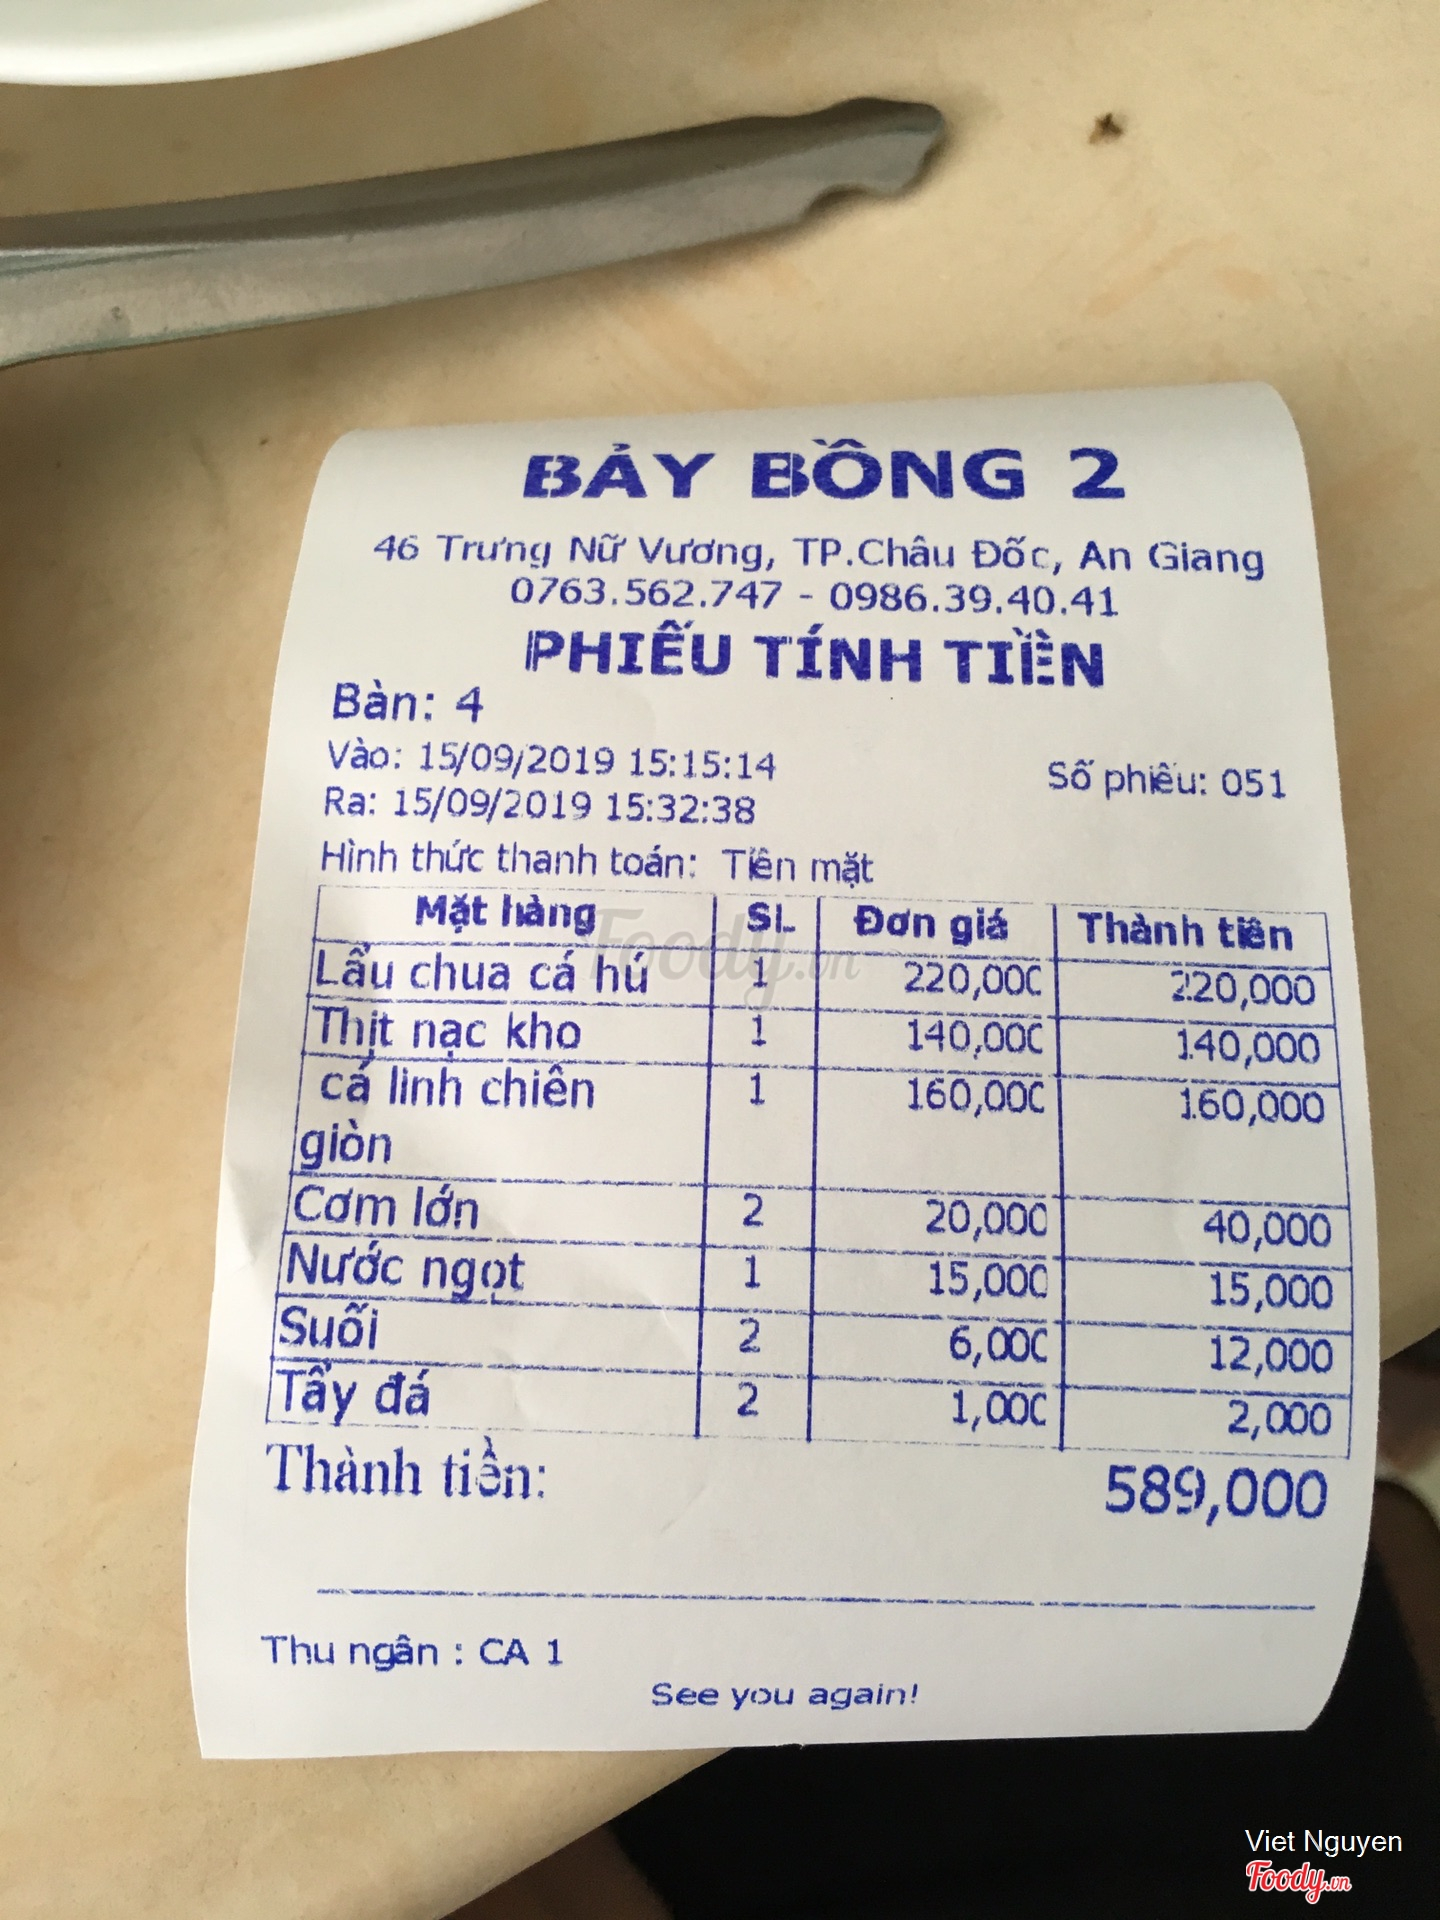 BẢY BỒNG 2
46 Trưng Nữ Vương, TP.Châu Đốc, An Giang
0763.562.747 - 0986.39.40.41
PHIẾU TÍNH TIỀN
Bàn: 4
Vào: 15/09/2019 15:15:14
Số phiếu: 051
Ra: 15/09/2019 15:32:38
Hình thức thanh toán: Tiền mặt
Mặt hàng SL Đơn giá Thành tiền
Lẩu chua cá hú 1 220,000 220,000
Thịt nạc kho 1 140,000 140,000
cá linh chiên 1 160,000 160,000
giòn
Cơm lớn 2 20,000 40,000
Nước ngọt 1 15,000 15,000
Suối 2 6,000 12,000
Tẩy đá 2 1,000 2,000
Thành tiền: 589,000
Thu ngân : CA 1
See you again!
Foody.vn
Viet Nguyen
Foody.vn